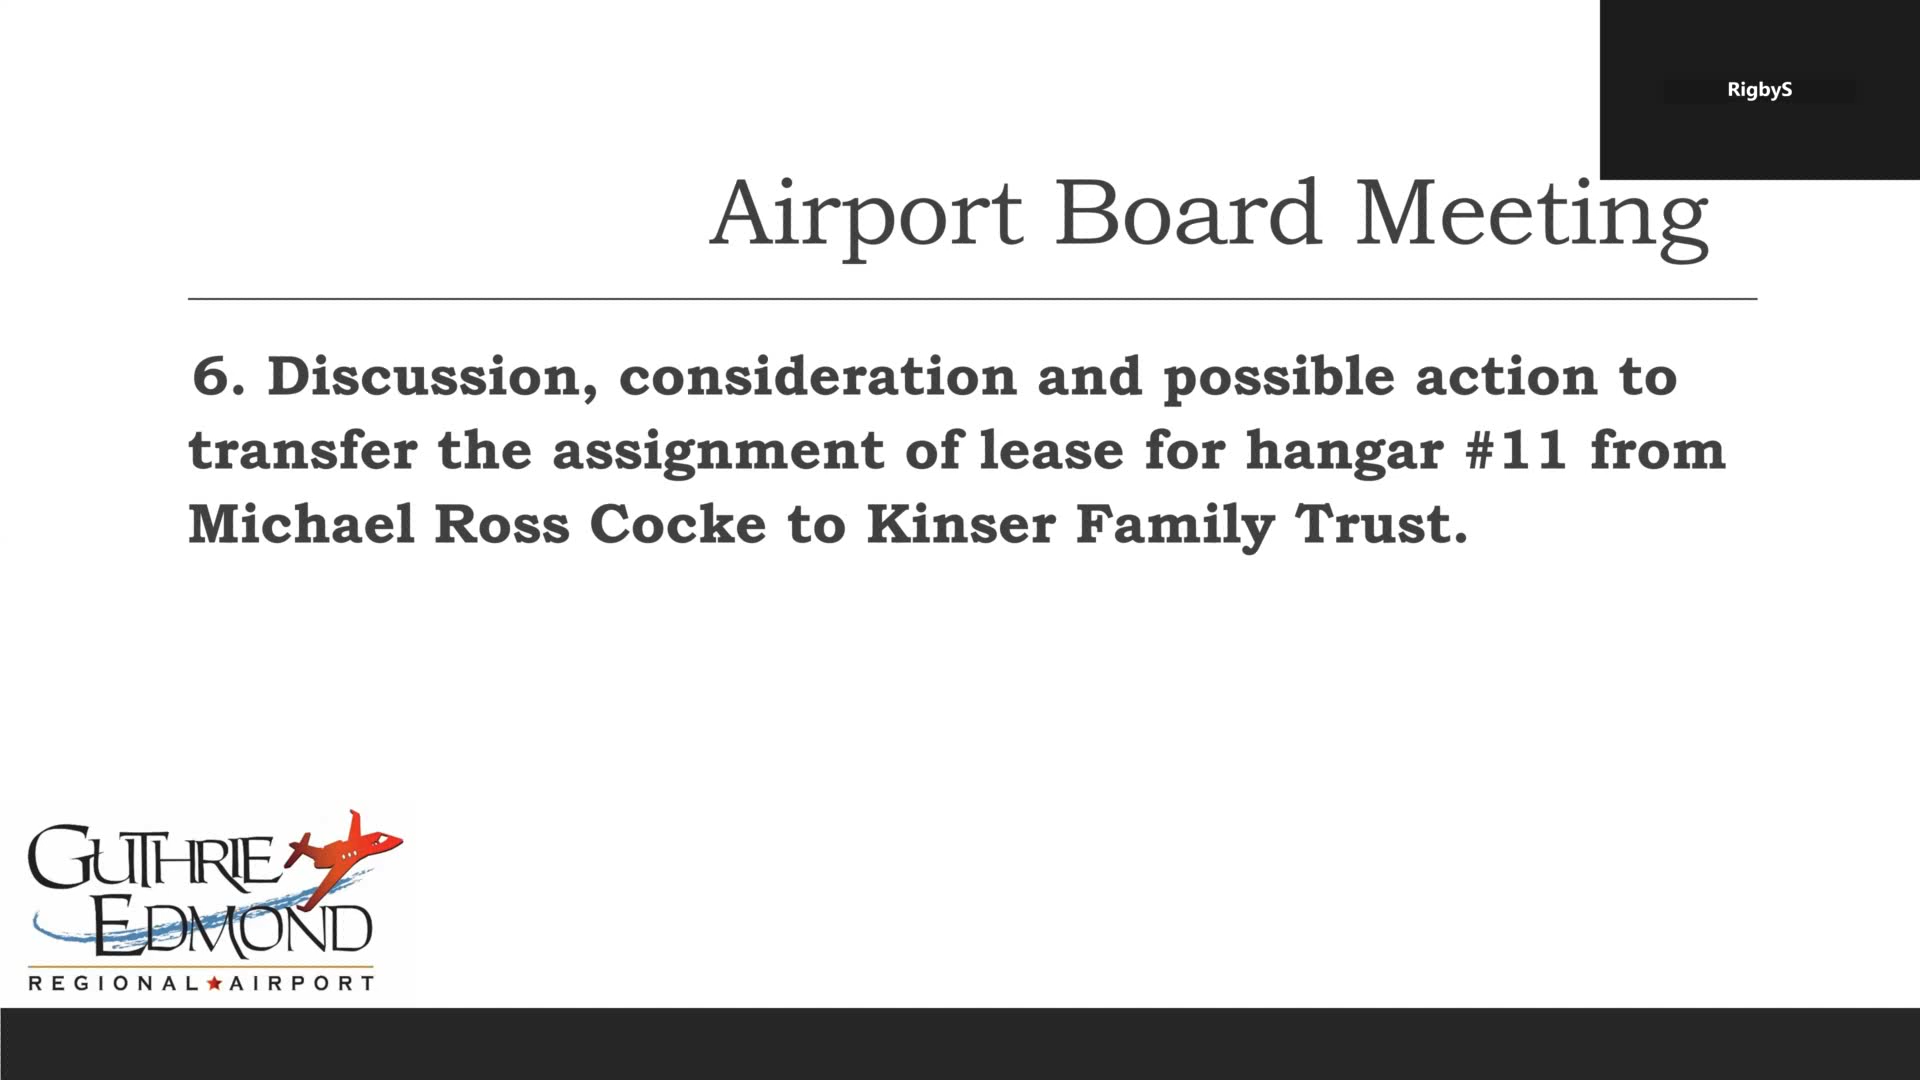 RigbyS
Airport Board Meeting
6. Discussion, consideration and possible action to
transfer the assignment of lease for hangar #11 from
Michael Ross Cocke to Kinser Family Trust.
GUTHRIE
EDMOND
REGIONAL★AIRPORT